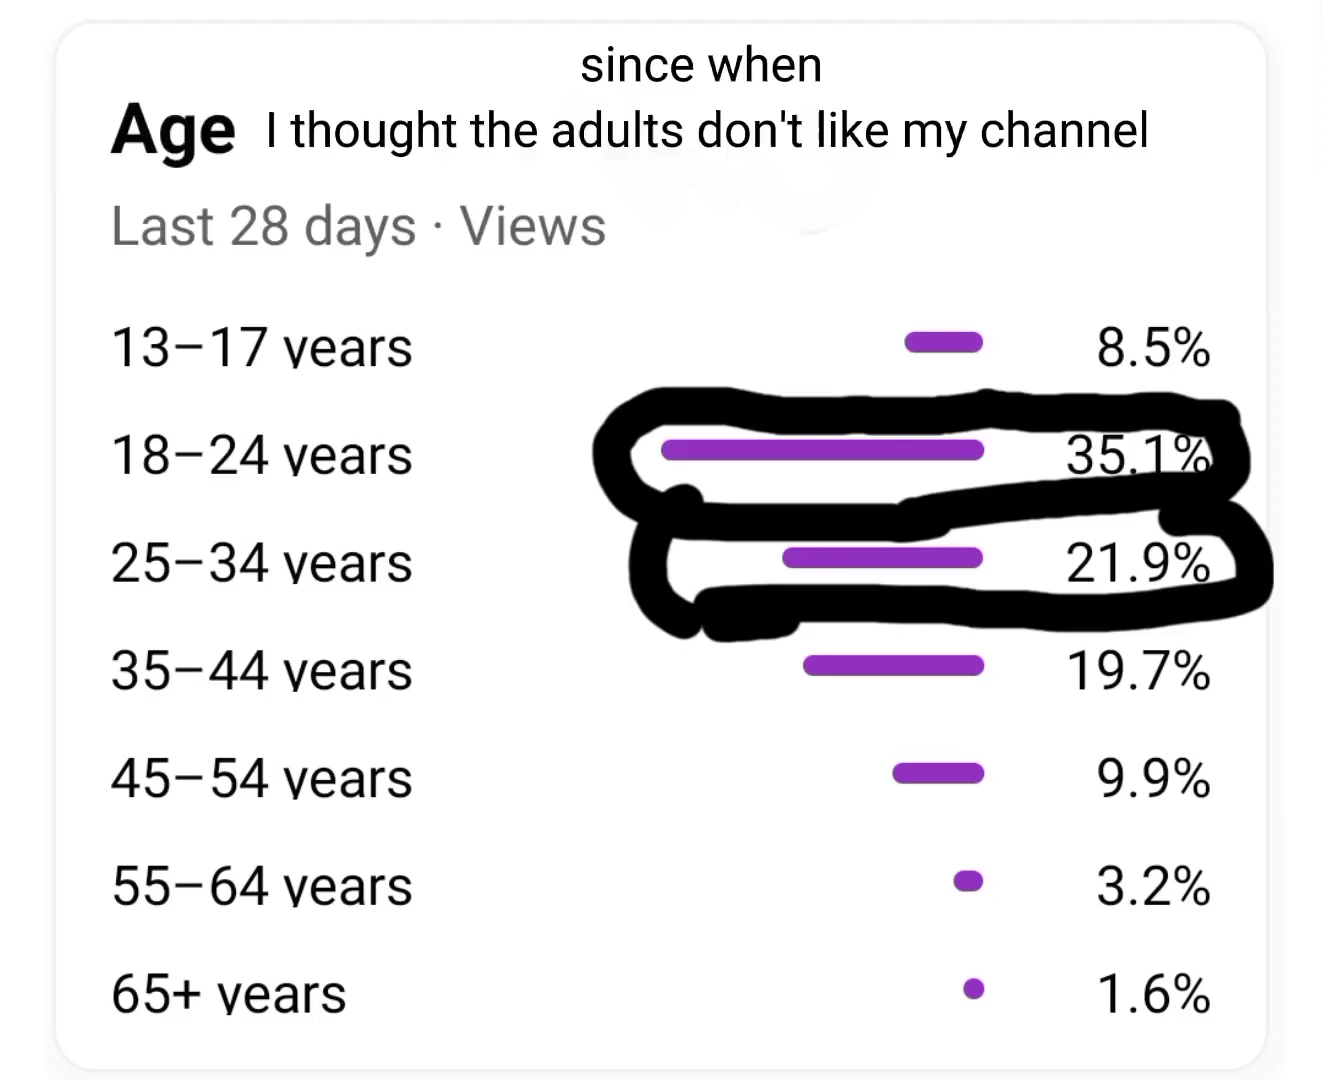 since when
Age I thought the adults don't like my channel
Last 28 days · Views
13–17 years 8.5%
18–24 years 35.1%
25–34 years 21.9%
35–44 years 19.7%
45–54 years 9.9%
55–64 years 3.2%
65+ years 1.6%